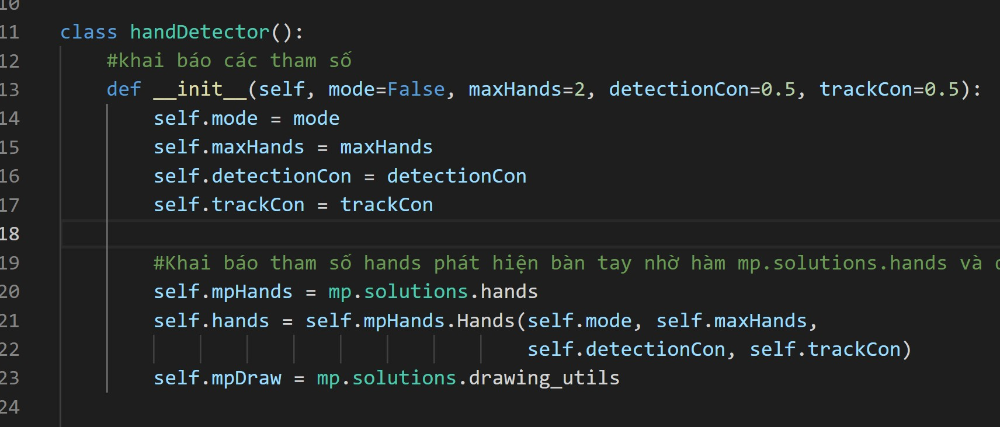 10
11 class handDetector():
12 #khai báo các tham số
13 def __init__(self, mode=False, maxHands=2, detectionCon=0.5, trackCon=0.5):
14 self.mode = mode
15 self.maxHands = maxHands
16 self.detectionCon = detectionCon
17 self.trackCon = trackCon
18
19 #Khai báo tham số hands phát hiện bàn tay nhờ hàm mp.solutions.hands và
20 self.mpHands = mp.solutions.hands
21 self.hands = self.mpHands.Hands(self.mode, self.maxHands,
22 self.detectionCon, self.trackCon)
23 self.mpDraw = mp.solutions.drawing_utils
24